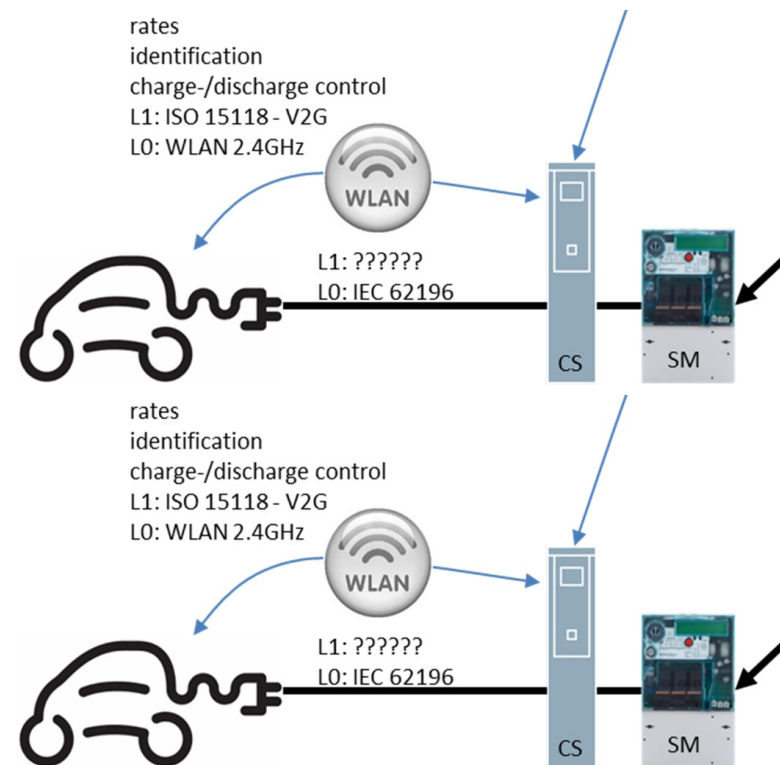 rates
identification
charge-/discharge control
L1: ISO 15118 - V2G
L0: WLAN 2.4GHz
WLAN
L1: ??????
L0: IEC 62196
CS
SM
rates
identification
charge-/discharge control
L1: ISO 15118 - V2G
L0: WLAN 2.4GHz
WLAN
L1: ??????
L0: IEC 62196
CS
SM